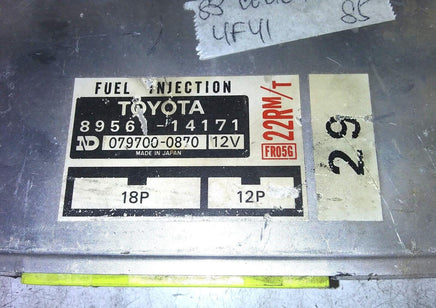 85
4F41
FUEL INJECTION
TOYOTA
8956 -14171
ND 079700-0870 12V
MADE IN JAPAN
22RM/T
FR05G
18P
12P
29